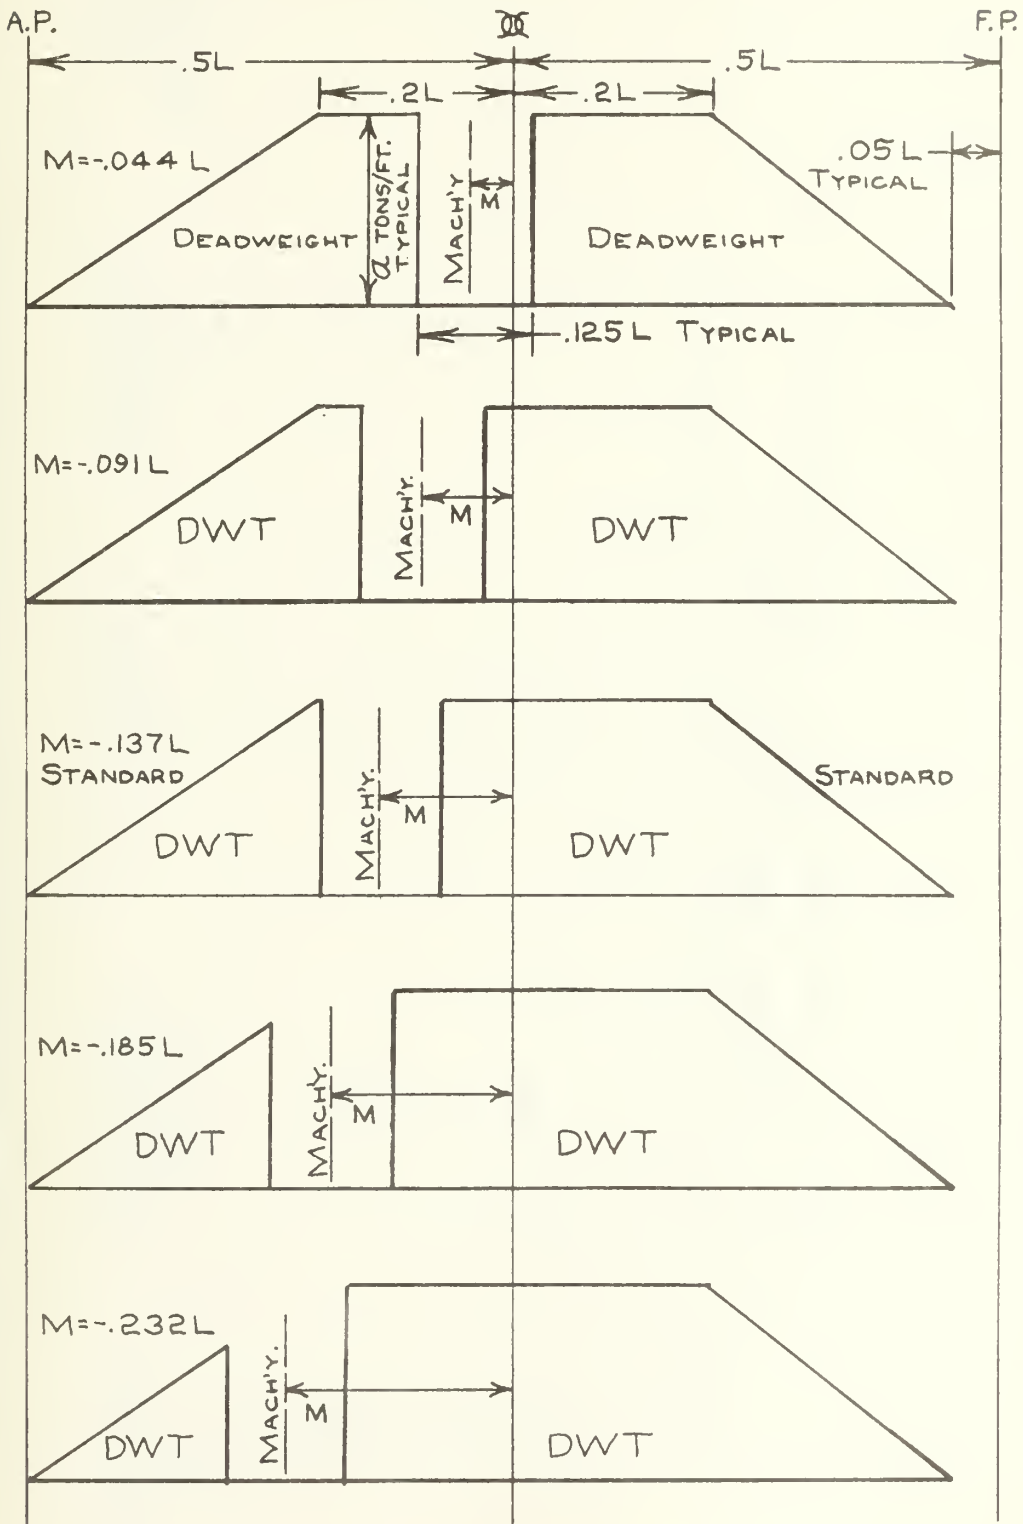 A.P.
F.P.
.5L
.5L
.2L
.2L
M=-.044 L
a TONS/FT.
TYPICAL
MACH'Y
M
.05L
TYPICAL
DEADWEIGHT
DEADWEIGHT
.125L TYPICAL
M=-.091L
MACH'Y.
M
DWT
DWT
M=-.137L
STANDARD
MACH'Y.
M
STANDARD
DWT
DWT
M=-.185L
MACH'Y.
M
DWT
DWT
M=-.232L
MACH'Y.
M
DWT
DWT